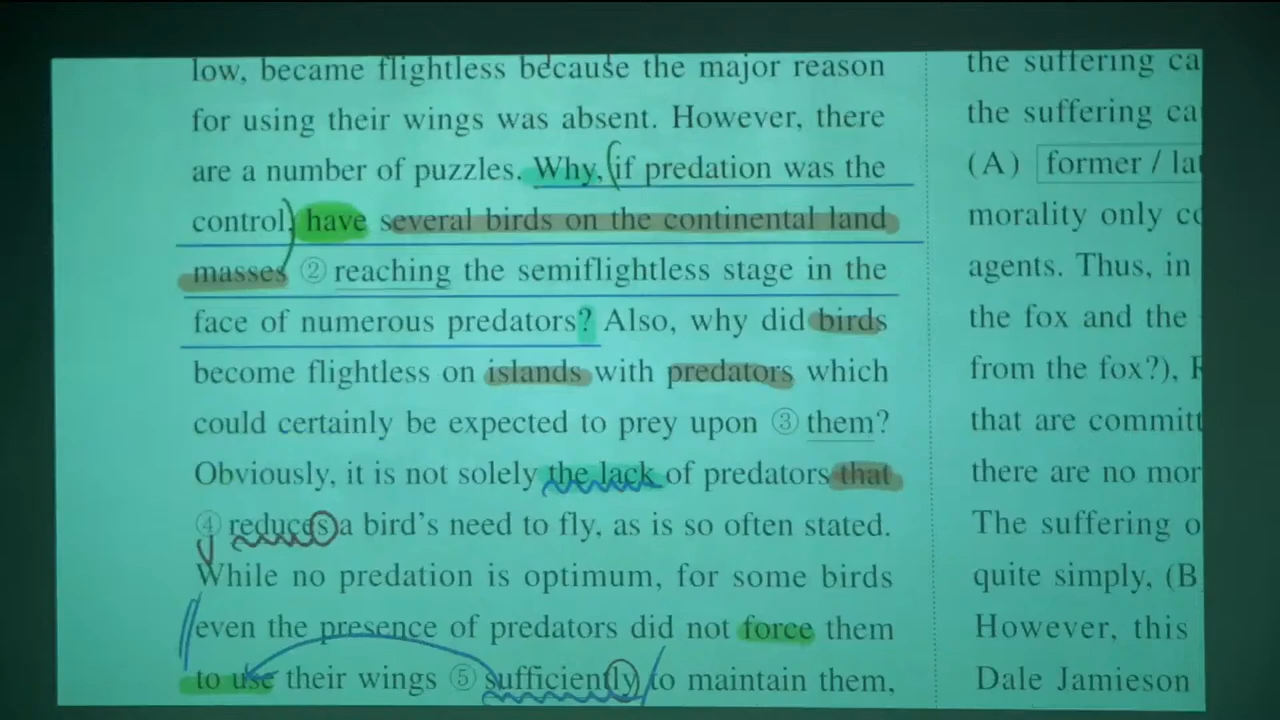 low, became flightless because the major reason
for using their wings was absent. However, there
are a number of puzzles. Why, if predation was the
control, have several birds on the continental land
masses ② reaching the semiflightless stage in the
face of numerous predators? Also, why did birds
become flightless on islands with predators which
could certainly be expected to prey upon ③ them?
Obviously, it is not solely the lack of predators that
④ reduces a bird's need to fly, as is so often stated.
While no predation is optimum, for some birds
even the presence of predators did not force them
to use their wings ⑤ sufficiently to maintain them,
the suffering ca
the suffering ca
(A) former / lat
morality only co
agents. Thus, in
the fox and the
from the fox?),
that are committ
there are no mor
The suffering o
quite simply, (B
However, this
Dale Jamieson